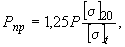 Pпр = 1,25P [σ]20 / [σ]t ,